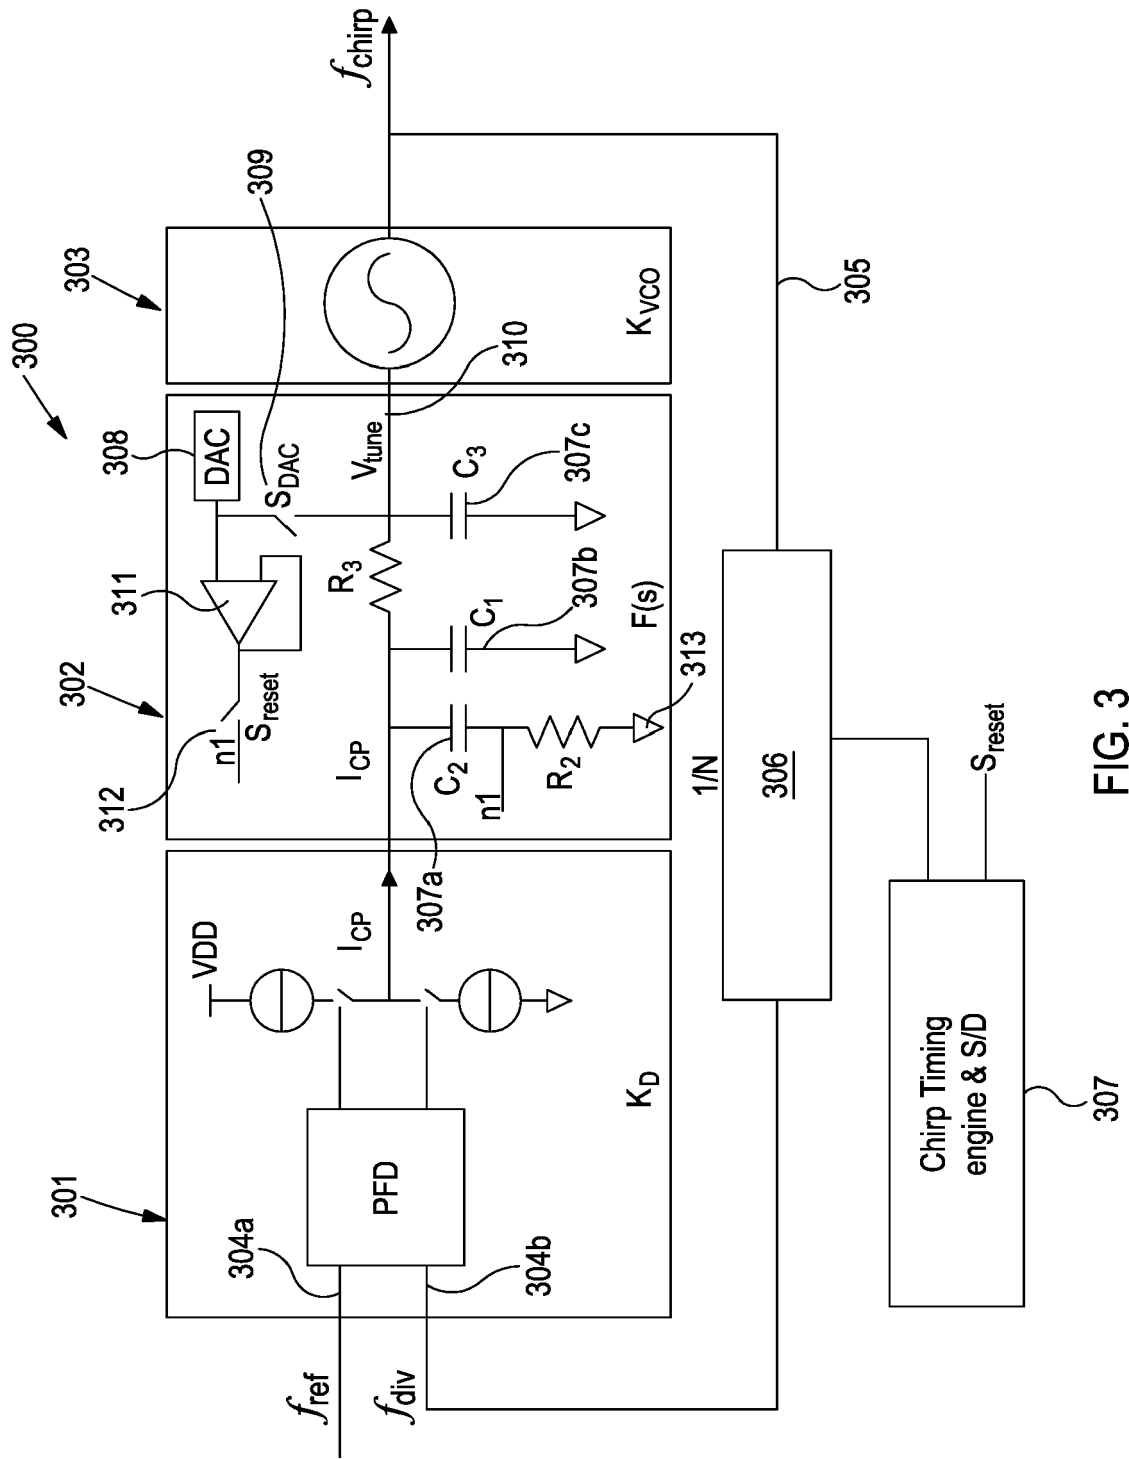 300
301
302
303
VDD
I_CP
PFD
K_D
304a
304b
f_ref
f_div
312
n1
S_reset
311
308
DAC
S_DAC
309
I_CP
R_3
V_tune
310
C_2
307a
n1
R_2
313
C_1
307b
C_3
307c
F(s)
K_VCO
f_chirp
305
1/N
306
Chirp Timing
engine & S/D
307
S_reset
FIG. 3